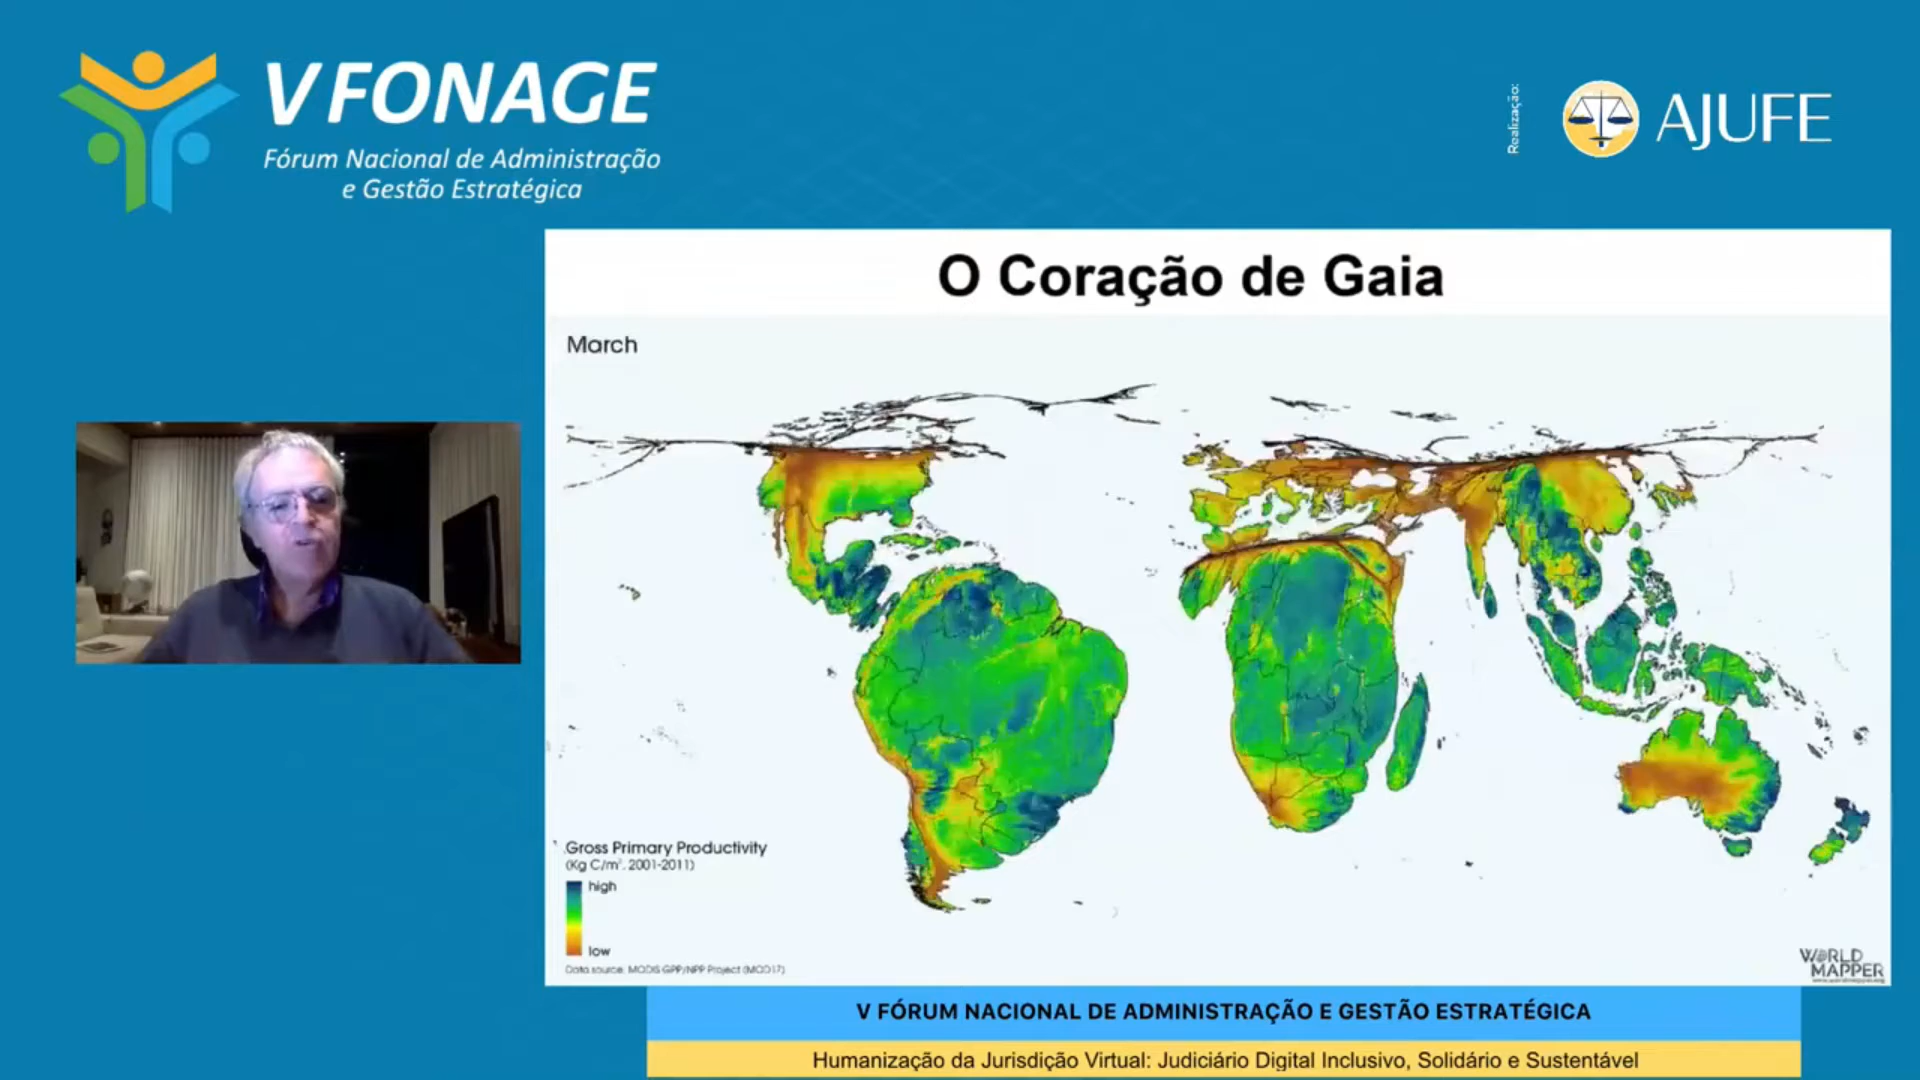 V FONAGE
Fórum Nacional de Administração
e Gestão Estratégica
Realização:
AJUFE
O Coração de Gaia
March
Gross Primary Productivity
(Kg C/m², 2001-2011)
high
low
Data source: MODIS GPP/NPP Project (MOD17)
WORLD
MAPPER
V FÓRUM NACIONAL DE ADMINISTRAÇÃO E GESTÃO ESTRATÉGICA
Humanização da Jurisdição Virtual: Judiciário Digital Inclusivo, Solidário e Sustentável